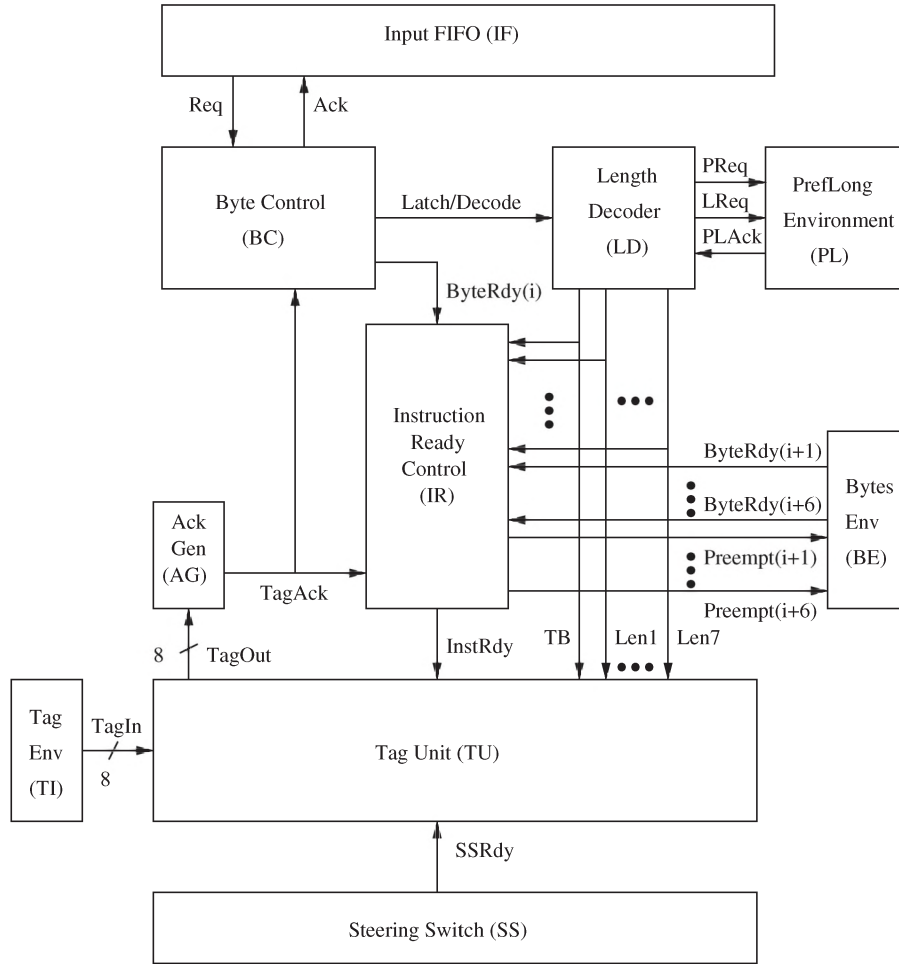 Input FIFO (IF)
Req
Ack
Byte Control
(BC)
Latch/Decode
Length
Decoder
(LD)
PReq
LReq
PLAck
PrefLong
Environment
(PL)
ByteRdy(i)
Instruction
Ready
Control
(IR)
ByteRdy(i+1)
ByteRdy(i+6)
Preempt(i+1)
Preempt(i+6)
Bytes
Env
(BE)
Ack
Gen
(AG)
TagAck
8
TagOut
InstRdy
TB
Len1
Len7
Tag
Env
(TI)
TagIn
8
Tag Unit (TU)
SSRdy
Steering Switch (SS)